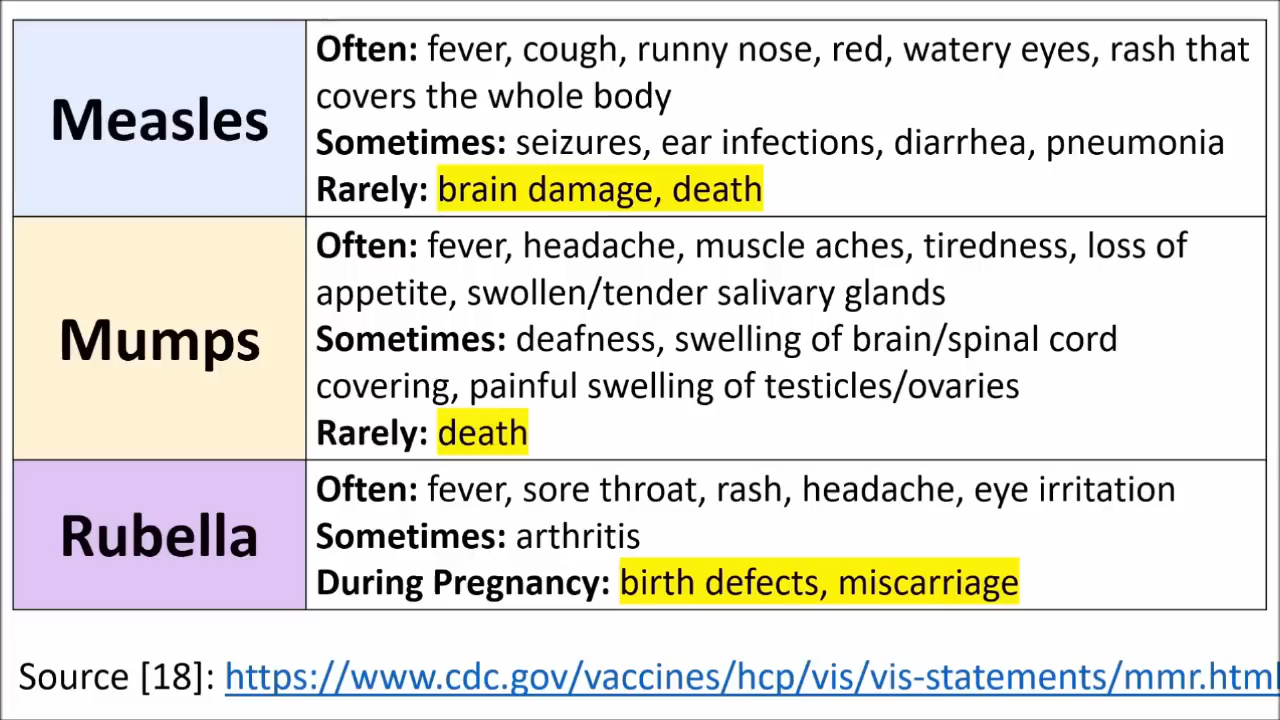 Measles
Often: fever, cough, runny nose, red, watery eyes, rash that
covers the whole body
Sometimes: seizures, ear infections, diarrhea, pneumonia
Rarely: brain damage, death
Mumps
Often: fever, headache, muscle aches, tiredness, loss of
appetite, swollen/tender salivary glands
Sometimes: deafness, swelling of brain/spinal cord
covering, painful swelling of testicles/ovaries
Rarely: death
Rubella
Often: fever, sore throat, rash, headache, eye irritation
Sometimes: arthritis
During Pregnancy: birth defects, miscarriage
Source [18]: https://www.cdc.gov/vaccines/hcp/vis/vis-statements/mmr.html